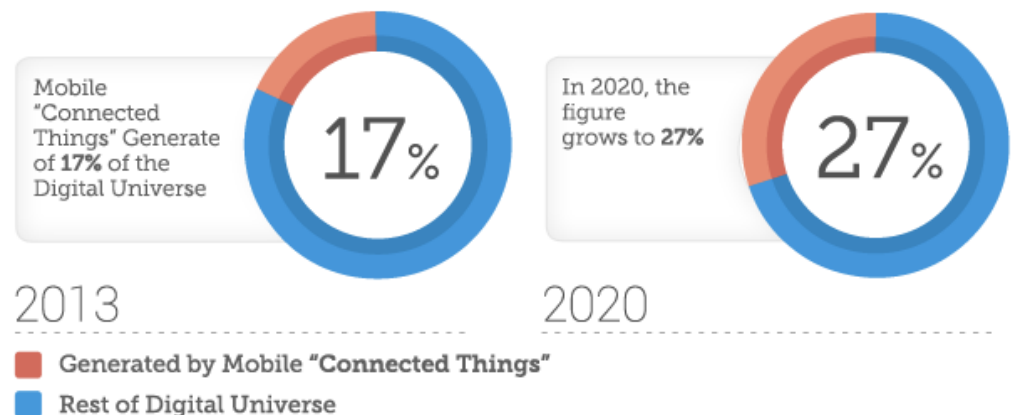 Mobile
“Connected
Things” Generate
of 17% of the
Digital Universe
17%
2013
In 2020, the
figure
grows to 27%
27%
2020
Generated by Mobile “Connected Things”
Rest of Digital Universe